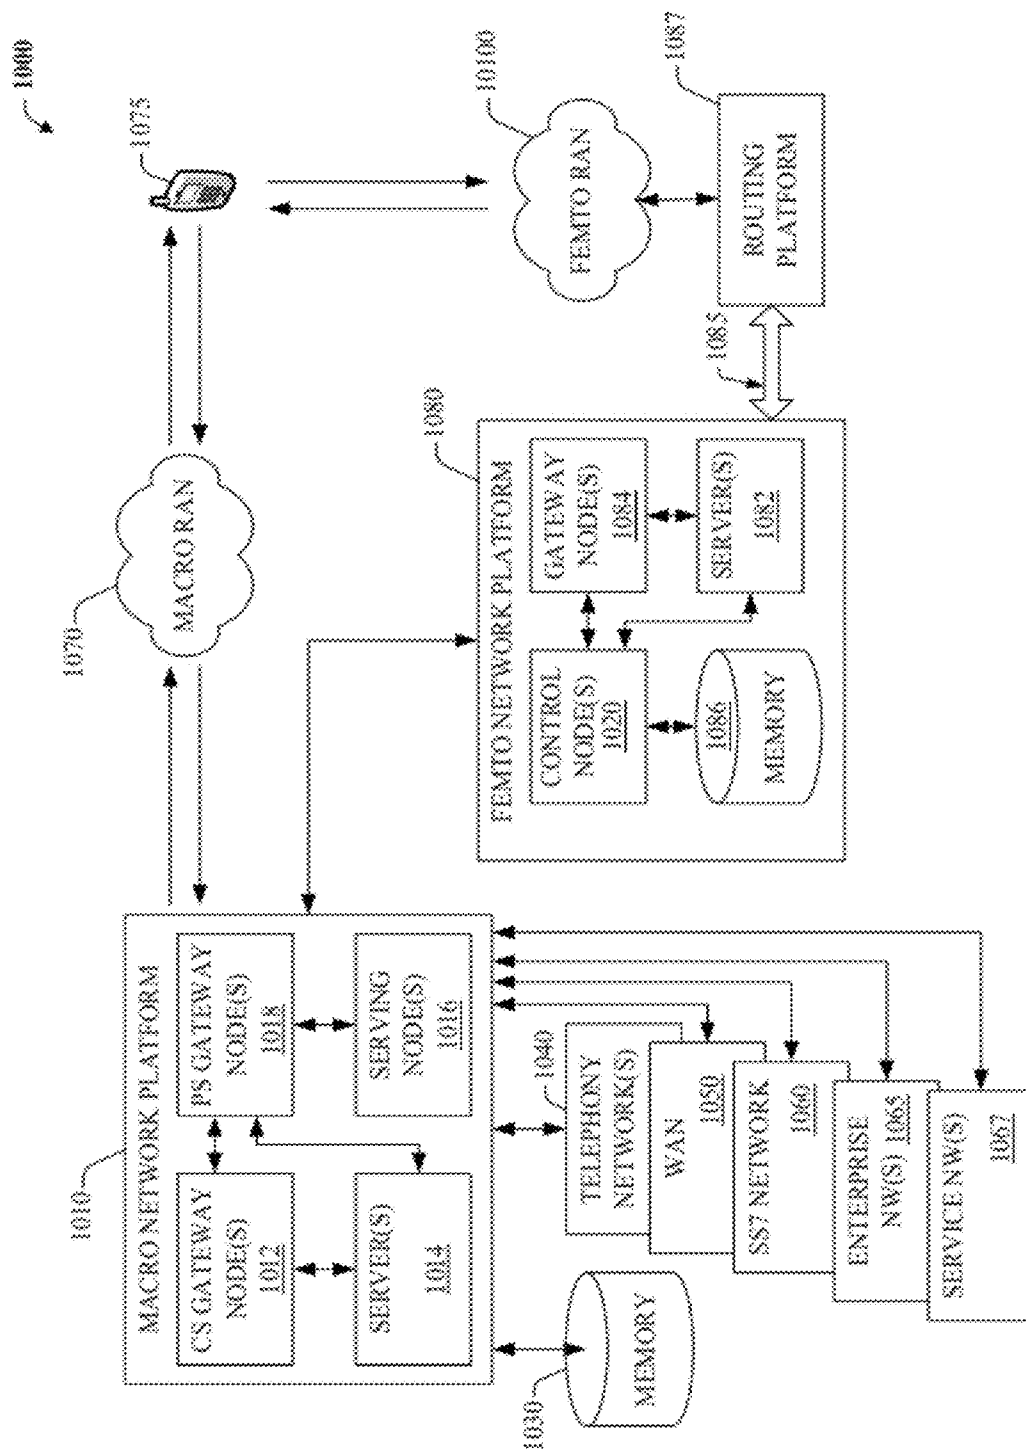 1000
1010
MACRO NETWORK PLATFORM
CS GATEWAY
NODE(S)
1012
PS GATEWAY
NODE(S)
1018
SERVER(S)
1014
SERVING
NODE(S)
1016
1070
MACRO RAN
1075
1030
MEMORY
1040
TELEPHONY
NETWORK(S)
WAN
1050
SS7 NETWORK
1060
ENTERPRISE
NW(S) 1065
SERVICE NW(S)
1067
1080
FEMTO NETWORK PLATFORM
CONTROL
NODE(S)
1020
GATEWAY
NODE(S)
1084
1086
MEMORY
SERVER(S)
1082
1085
10100
FEMTO RAN
1087
ROUTING
PLATFORM